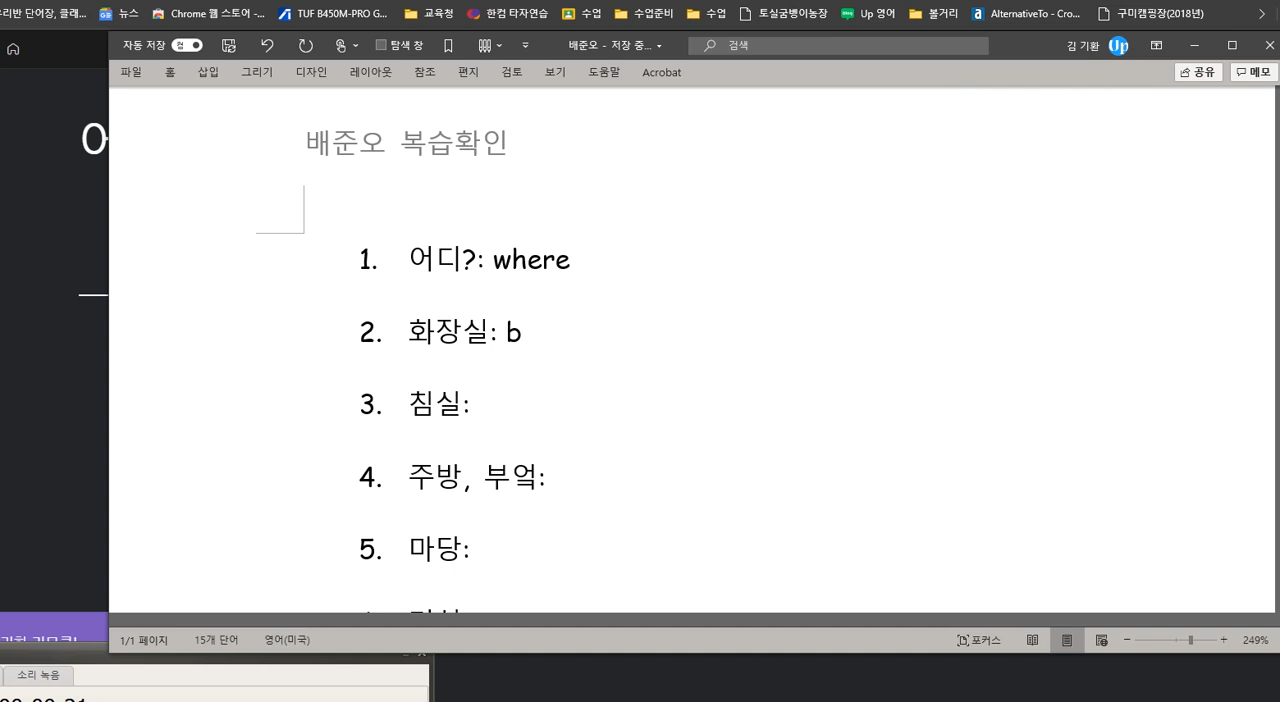 우리반 단어장, 클래... 뉴스 Chrome 웹 스토어 -... TUF B450M-PRO G... 교육청 한컴 타자연습 수업 수업준비 수업 토실굼벵이농장 Up 영어 볼거리 AlternativeTo - Cro... 구미캠핑장(2018년)
자동 저장 컴 탐색 창 배준오 - 저장 중... 검색 김 기환 Up
파일 홈 삽입 그리기 디자인 레이아웃 참조 편지 검토 보기 도움말 Acrobat 공유 메모
배준오 복습확인
1. 어디?: where
2. 화장실: b
3. 침실:
4. 주방, 부엌:
5. 마당:
1/1 페이지 15개 단어 영어(미국) 포커스 249%
소리 녹음